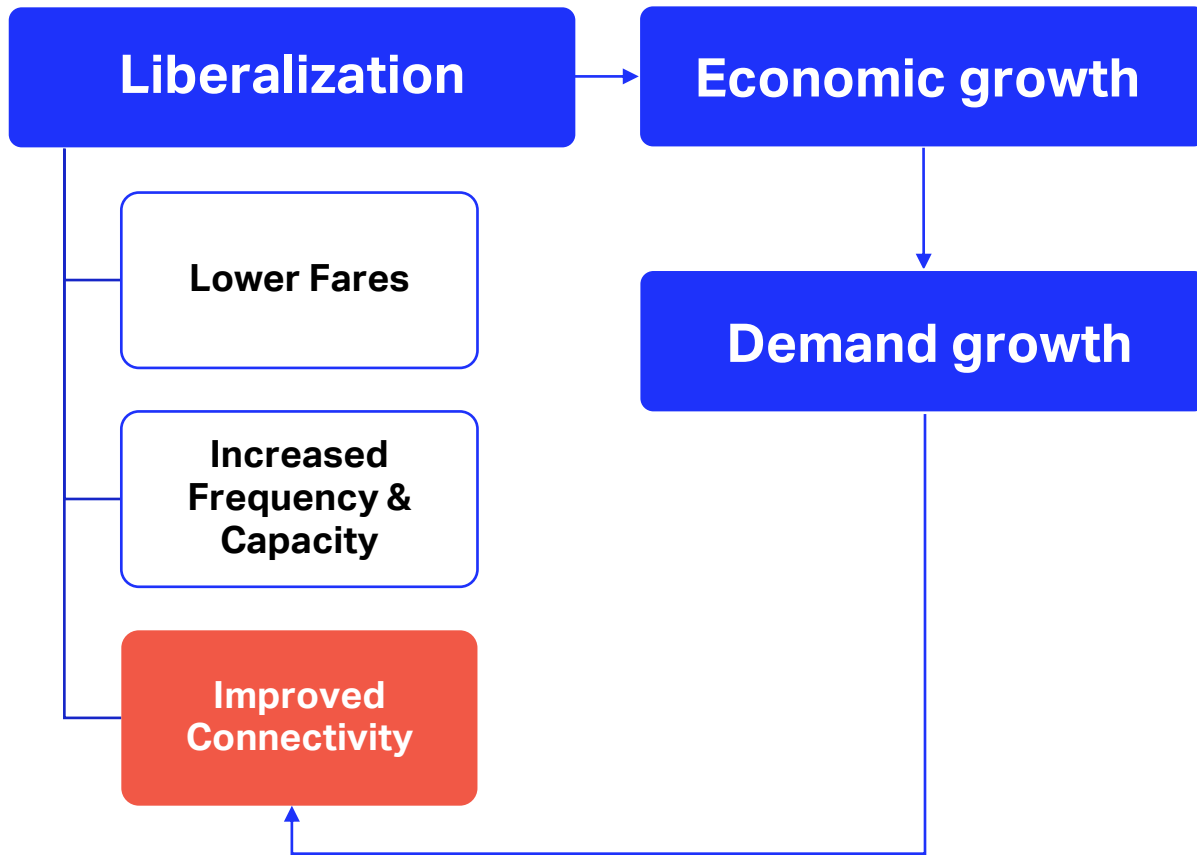 Liberalization
Economic growth
Lower Fares
Demand growth
Increased
Frequency &
Capacity
Improved
Connectivity